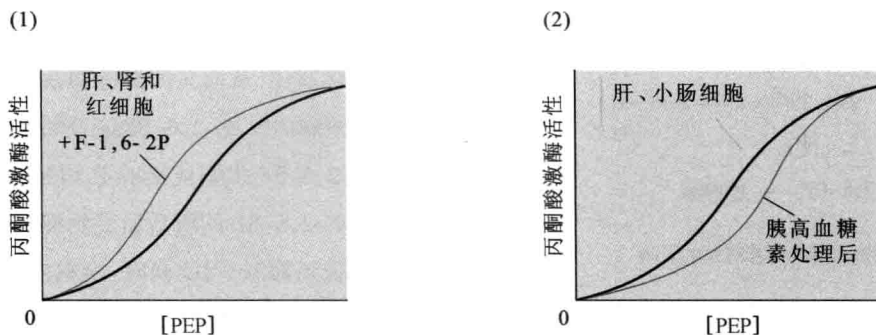 (1)
丙酮酸激酶活性
肝、肾和
红细胞
+F-1,6-2P
0
[PEP]
(2)
丙酮酸激酶活性
肝、小肠细胞
胰高血糖
素处理后
0
[PEP]